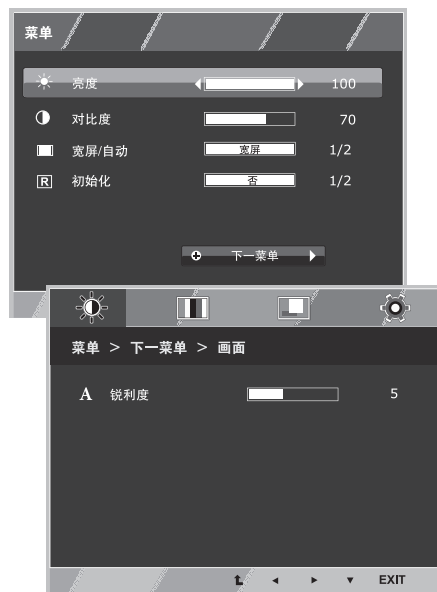 菜单
亮度 100
对比度 70
宽屏/自动 宽屏 1/2
R 初始化 否 1/2
下一菜单
菜单 > 下一菜单 > 画面
A 锐利度 5
EXIT